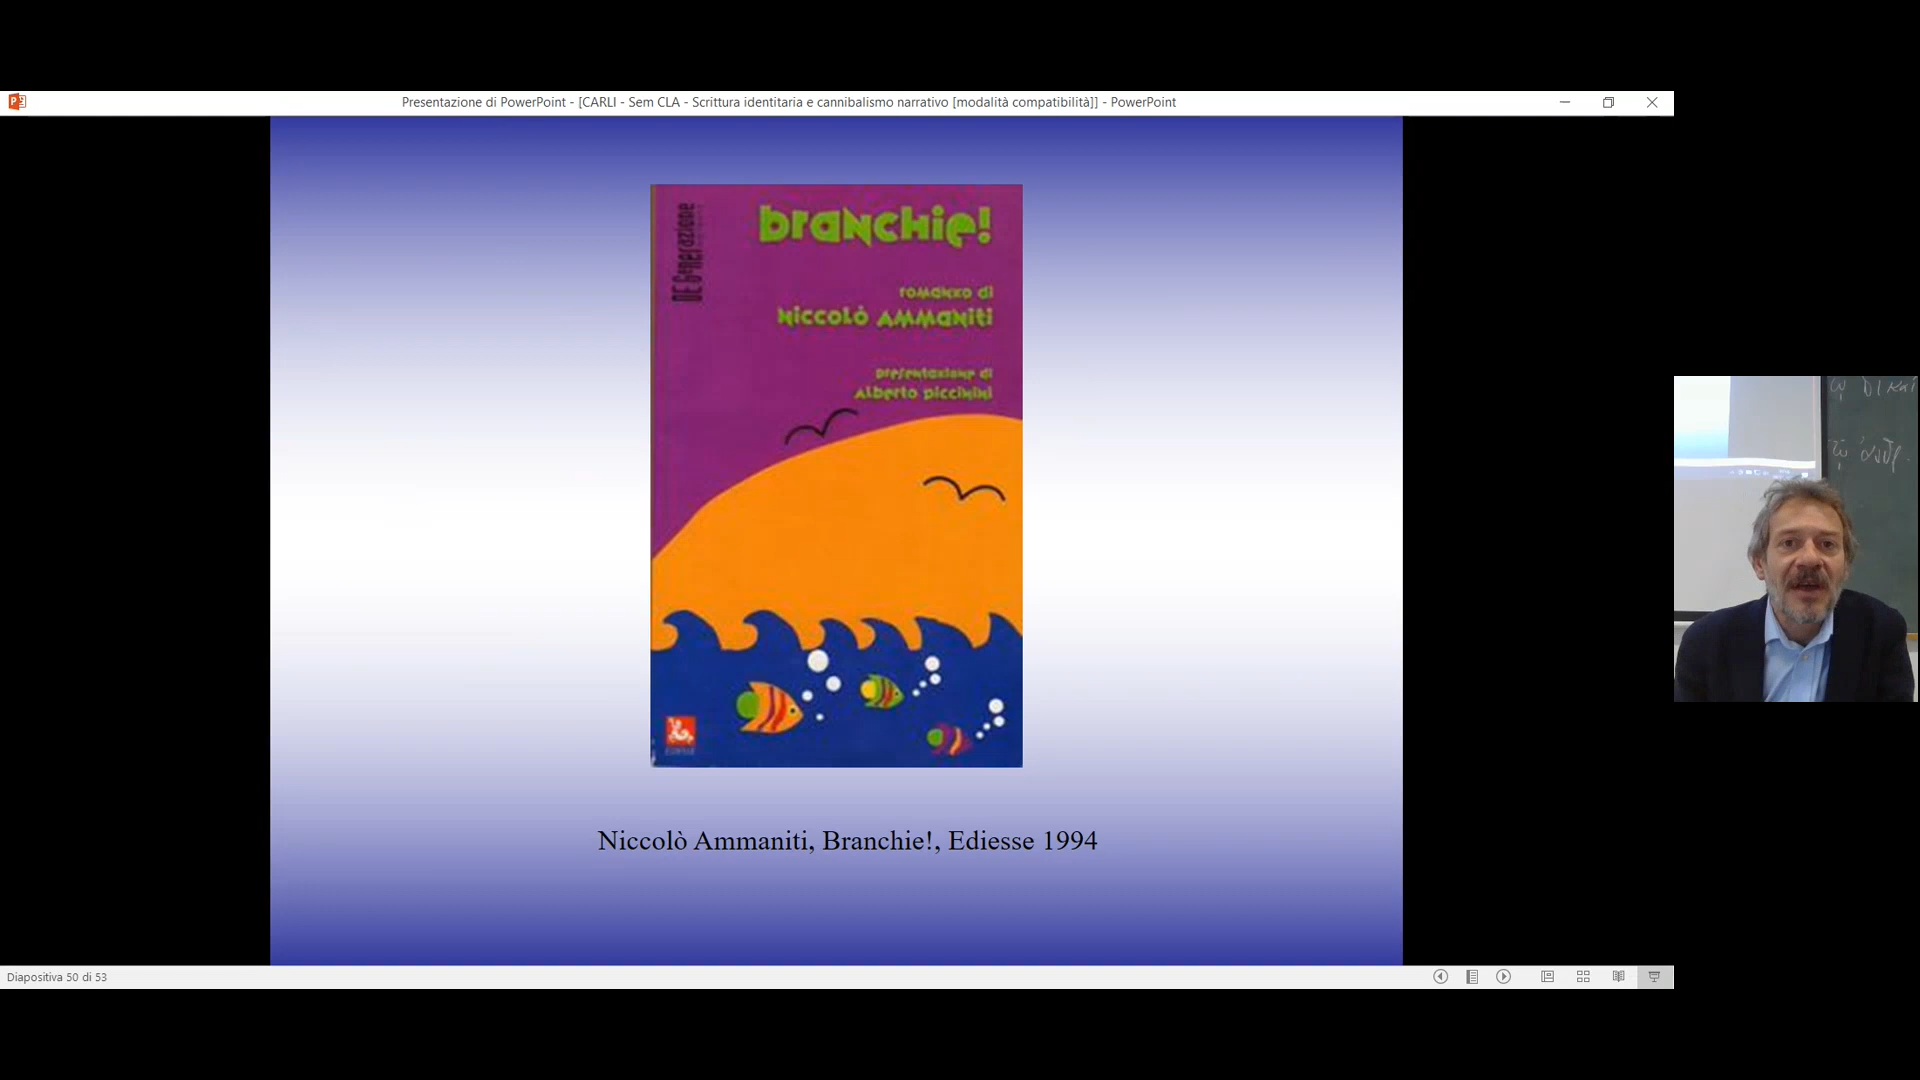 Presentazione di PowerPoint - [CARLI - Sem CLA - Scrittura identitaria e cannibalismo narrativo [modalità compatibilità]] - PowerPoint
DE Generazione
branchie!
romanzo di
Niccolò Ammaniti
presentazione di
Alberto Piccinini
EDIESSE
Niccolò Ammaniti, Branchie!, Ediesse 1994
Diapositiva 50 di 53